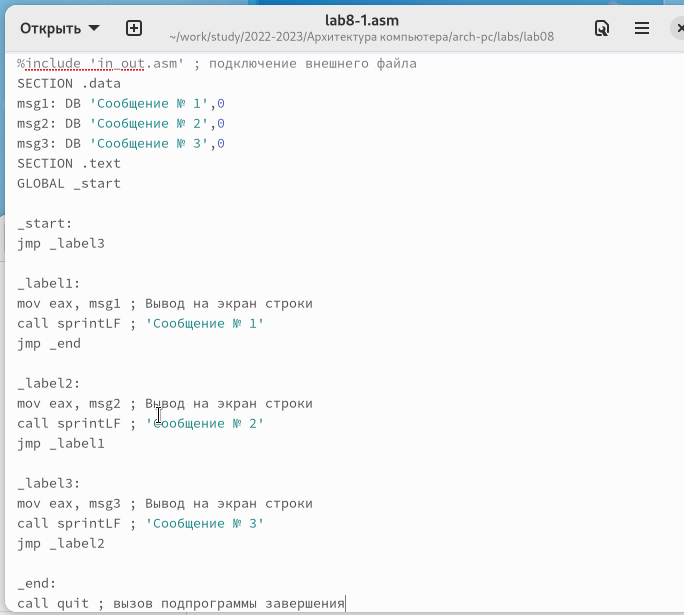 Открыть
lab8-1.asm
~/work/study/2022-2023/Архитектура компьютера/arch-pc/labs/lab08
%include 'in_out.asm' ; подключение внешнего файла
SECTION .data
msg1: DB 'Сообщение № 1',0
msg2: DB 'Сообщение № 2',0
msg3: DB 'Сообщение № 3',0
SECTION .text
GLOBAL _start
_start:
jmp _label3
_label1:
mov eax, msg1 ; Вывод на экран строки
call sprintLF ; 'Сообщение № 1'
jmp _end
_label2:
mov eax, msg2 ; Вывод на экран строки
call sprintLF ; 'Сообщение № 2'
jmp _label1
_label3:
mov eax, msg3 ; Вывод на экран строки
call sprintLF ; 'Сообщение № 3'
jmp _label2
_end:
call quit ; вызов подпрограммы завершения